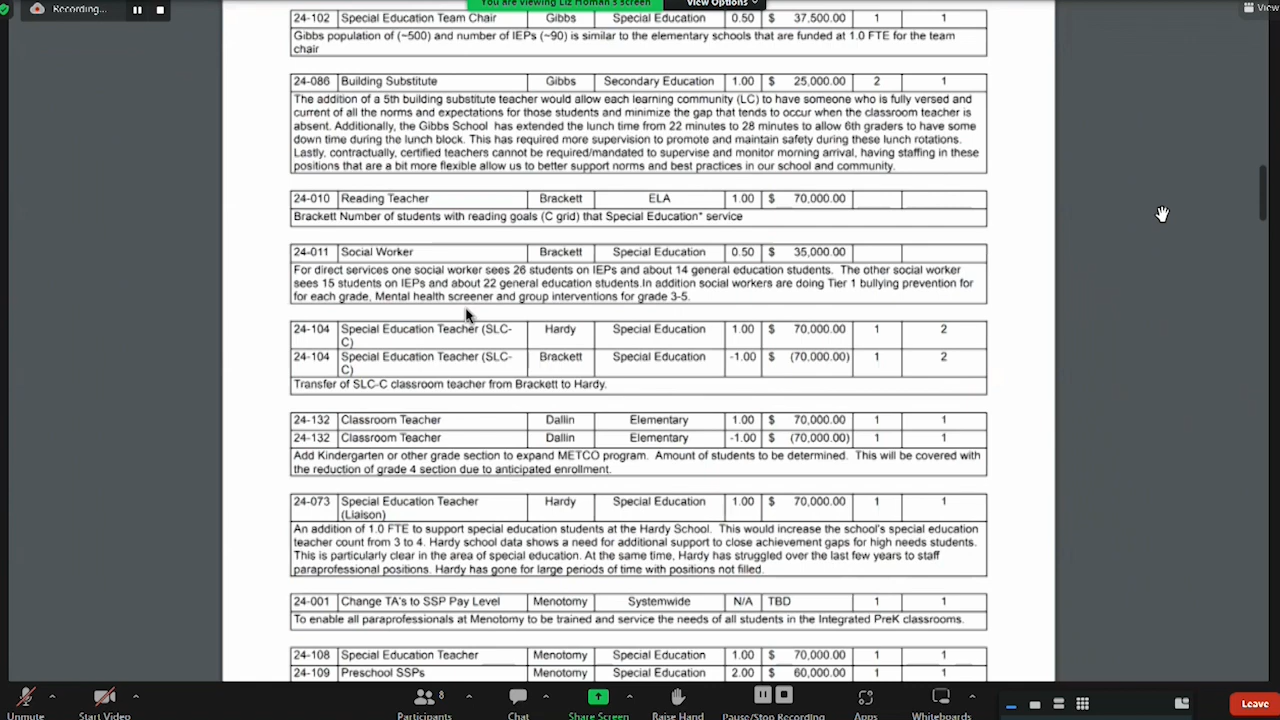 Recording...
You are viewing Liz Homan's screen
View Options
View
24-102 Special Education Team Chair Gibbs Special Education 0.50 $ 37,500.00 1 1
Gibbs population of (~500) and number of IEPs (~90) is similar to the elementary schools that are funded at 1.0 FTE for the team
chair
24-086 Building Substitute Gibbs Secondary Education 1.00 $ 25,000.00 2 1
The addition of a 5th building substitute teacher would allow each learning community (LC) to have someone who is fully versed and
current of all the norms and expectations for those students and minimize the gap that tends to occur when the classroom teacher is
absent. Additionally, the Gibbs School has extended the lunch time from 22 minutes to 28 minutes to allow 6th graders to have some
down time during the lunch block. This has required more supervision to promote and maintain safety during these lunch rotations.
Lastly, contractually, certified teachers cannot be required/mandated to supervise and monitor morning arrival, having staffing in these
positions that are a bit more flexible allow us to better support norms and best practices in our school and community.
24-010 Reading Teacher Brackett ELA 1.00 $ 70,000.00
Brackett Number of students with reading goals (C grid) that Special Education* service
24-011 Social Worker Brackett Special Education 0.50 $ 35,000.00
For direct services one social worker sees 26 students on IEPs and about 14 general education students. The other social worker
sees 15 students on IEPs and about 22 general education students.In addition social workers are doing Tier 1 bullying prevention for
for each grade, Mental health screener and group interventions for grade 3-5.
24-104 Special Education Teacher (SLC- Hardy Special Education 1.00 $ 70,000.00 1 2
C)
24-104 Special Education Teacher (SLC- Brackett Special Education -1.00 $ (70,000.00) 1 2
C)
Transfer of SLC-C classroom teacher from Brackett to Hardy.
24-132 Classroom Teacher Dallin Elementary 1.00 $ 70,000.00 1 1
24-132 Classroom Teacher Dallin Elementary -1.00 $ (70,000.00) 1 1
Add Kindergarten or other grade section to expand METCO program. Amount of students to be determined. This will be covered with
the reduction of grade 4 section due to anticipated enrollment.
24-073 Special Education Teacher Hardy Special Education 1.00 $ 70,000.00 1 1
(Liaison)
An addition of 1.0 FTE to support special education students at the Hardy School. This would increase the school's special education
teacher count from 3 to 4. Hardy school data shows a need for additional support to close achievement gaps for high needs students.
This is particularly clear in the area of special education. At the same time, Hardy has struggled over the last few years to staff
paraprofessional positions. Hardy has gone for large periods of time with positions not filled.
24-001 Change TA's to SSP Pay Level Menotomy Systemwide N/A TBD 1 1
To enable all paraprofessionals at Menotomy to be trained and service the needs of all students in the Integrated PreK classrooms.
24-108 Special Education Teacher Menotomy Special Education 1.00 $ 70,000.00 1 1
24-109 Preschool SSPs Menotomy Special Education 2.00 $ 60,000.00 1 1
Unmute Start Video Participants 8 Chat Share Screen Raise Hand Pause/Stop Recording Apps Whiteboards Leave